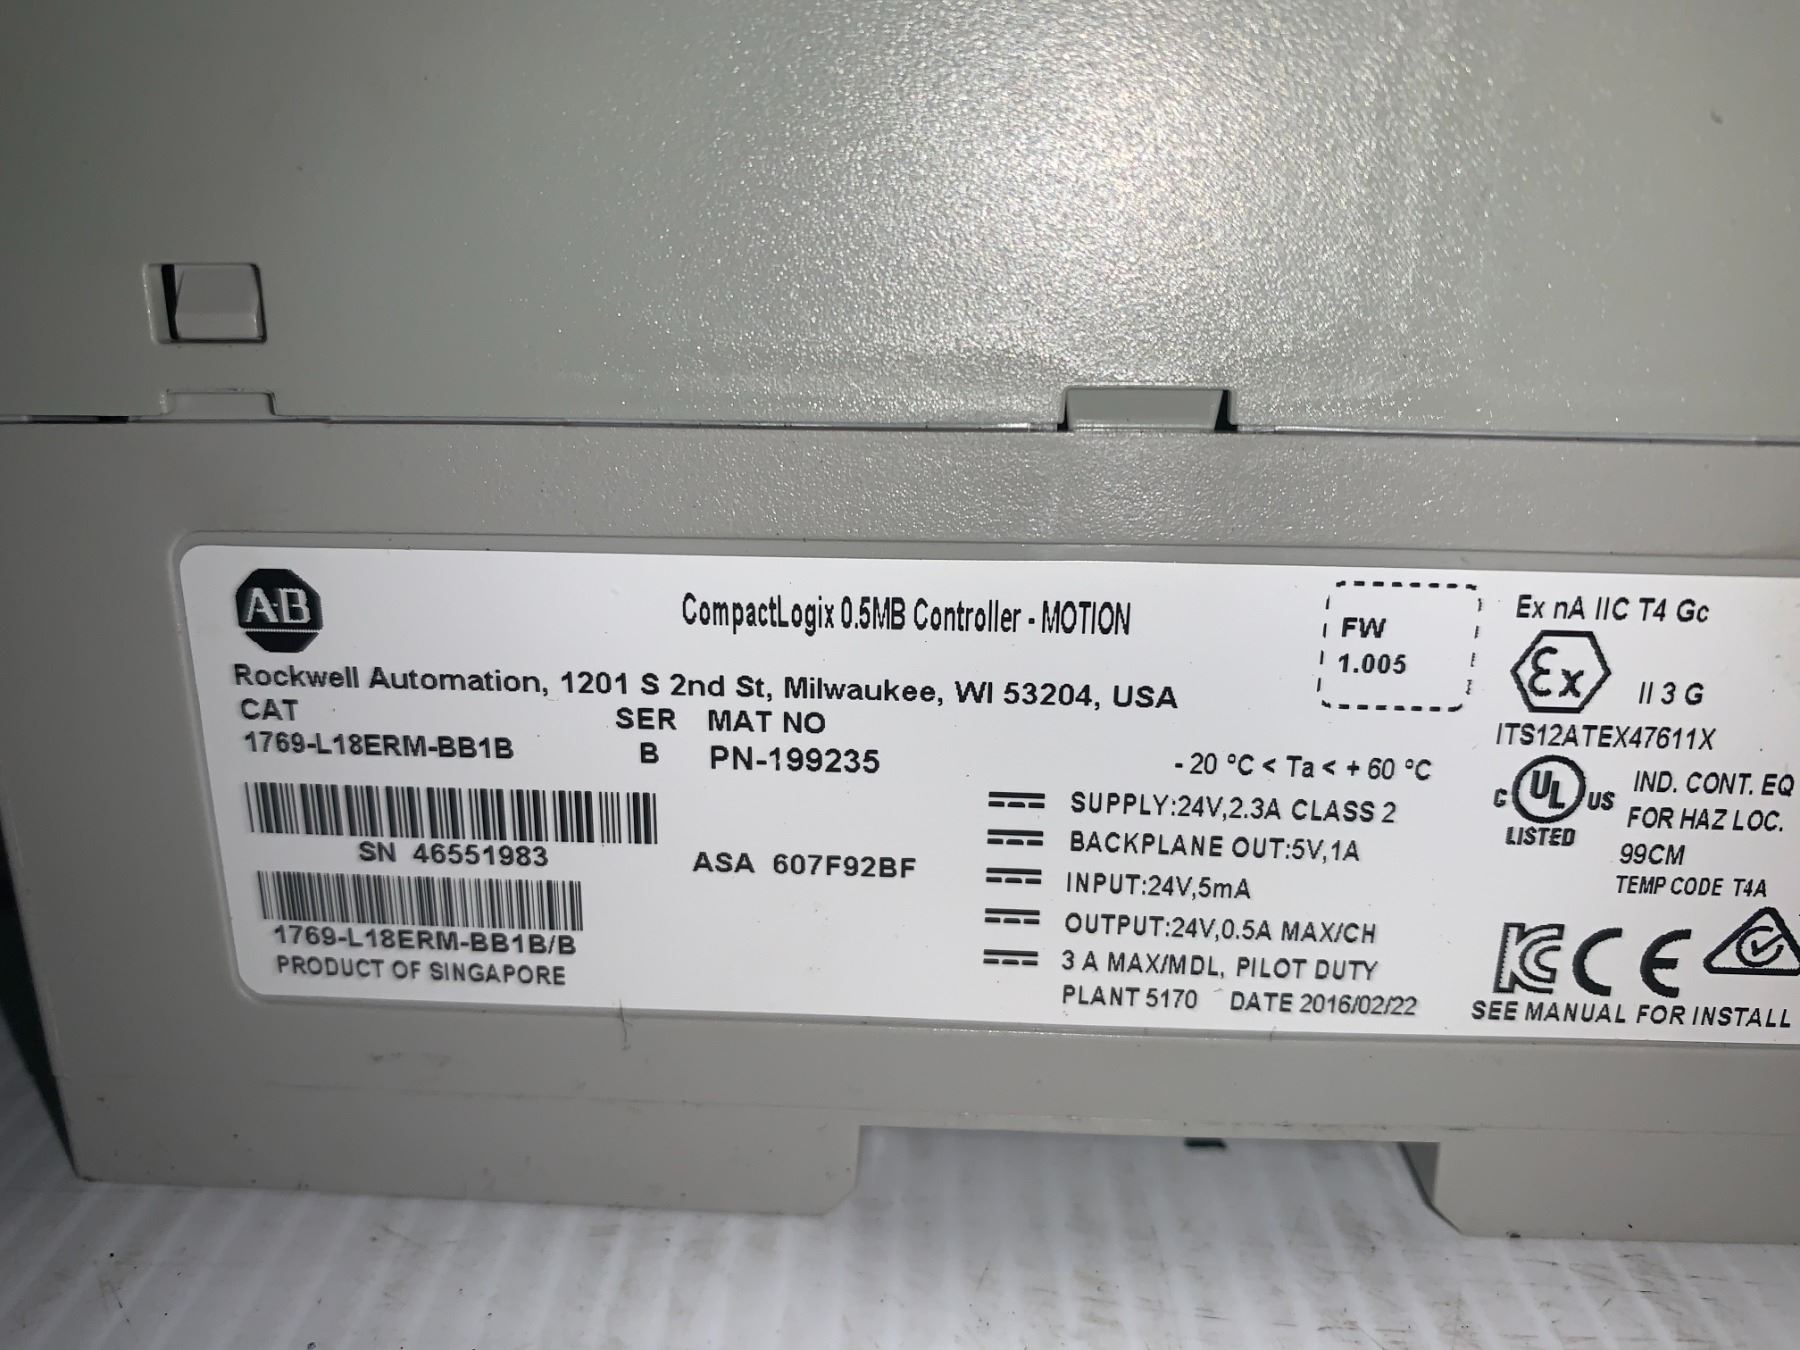 A-B
CompactLogix 0.5MB Controller - MOTION
Rockwell Automation, 1201 S 2nd St, Milwaukee, WI 53204, USA
CAT SER MAT NO
1769-L18ERM-BB1B B PN-199235
SN 46551983
ASA 607F92BF
1769-L18ERM-BB1B/B
PRODUCT OF SINGAPORE
FW
1.005
- 20 °C < Ta < + 60 °C
SUPPLY:24V,2.3A CLASS 2
BACKPLANE OUT:5V,1A
INPUT:24V,5mA
OUTPUT:24V,0.5A MAX/CH
3 A MAX/MDL, PILOT DUTY
PLANT 5170 DATE 2016/02/22
Ex nA IIC T4 Gc
Ex II 3 G
ITS12ATEX47611X
C UL US
LISTED
IND. CONT. EQ
FOR HAZ LOC.
99CM
TEMP CODE T4A
KC CE
SEE MANUAL FOR INSTALL